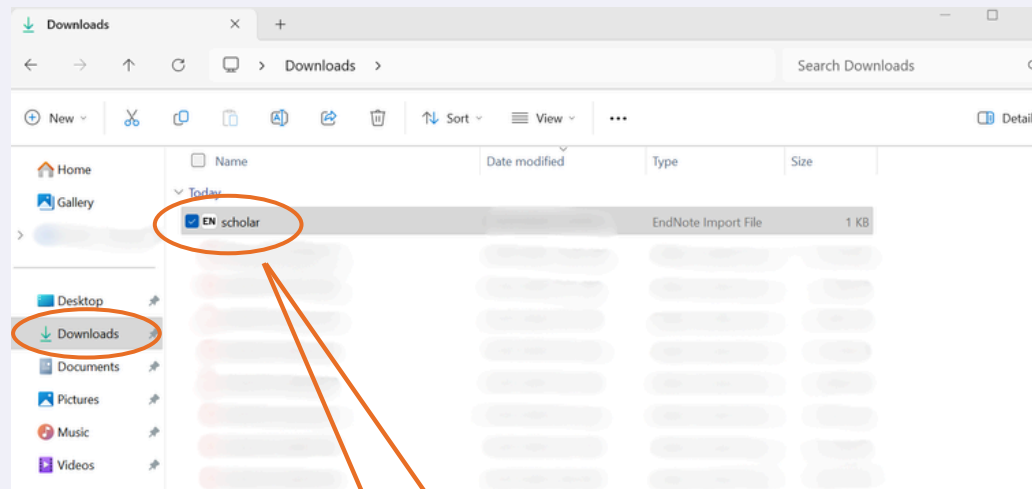 Downloads
Downloads
Search Downloads
New
Sort
View
Detail
Name
Date modified
Type
Size
Today
EN scholar
EndNote Import File
1 KB
Home
Gallery
Desktop
Downloads
Documents
Pictures
Music
Videos